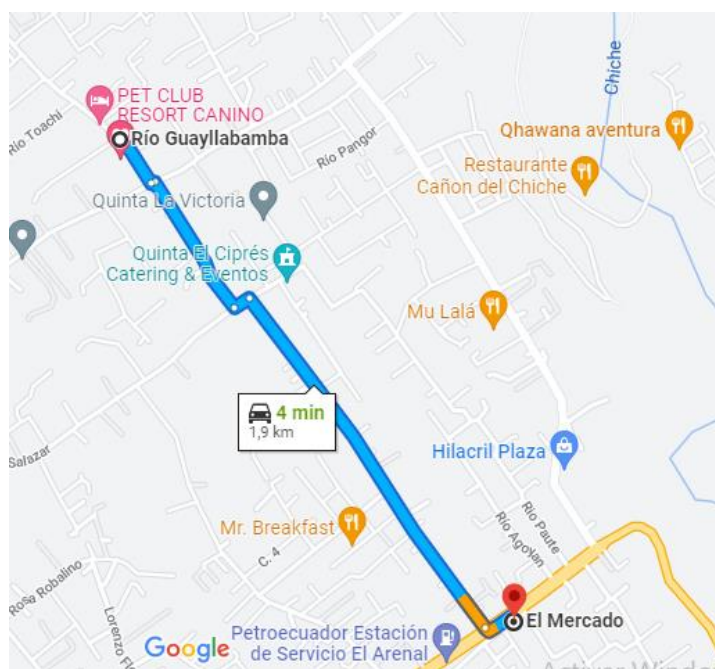 PET CLUB
RESORT CANINO
Río Toachi
Río Guayllabamba
Río Pangor
Chiche
Qhawana aventura
Restaurante
Cañon del Chiche
Quinta La Victoria
Quinta El Ciprés
Catering & Eventos
Mu Lalá
4 min
1,9 km
Salazar
Hilacril Plaza
Mr. Breakfast
C. 4
Río Paute
Río Agoyan
Rosa Robalino
Lorenzo Flo
El Mercado
Google
Petroecuador Estación
de Servicio El Arenal